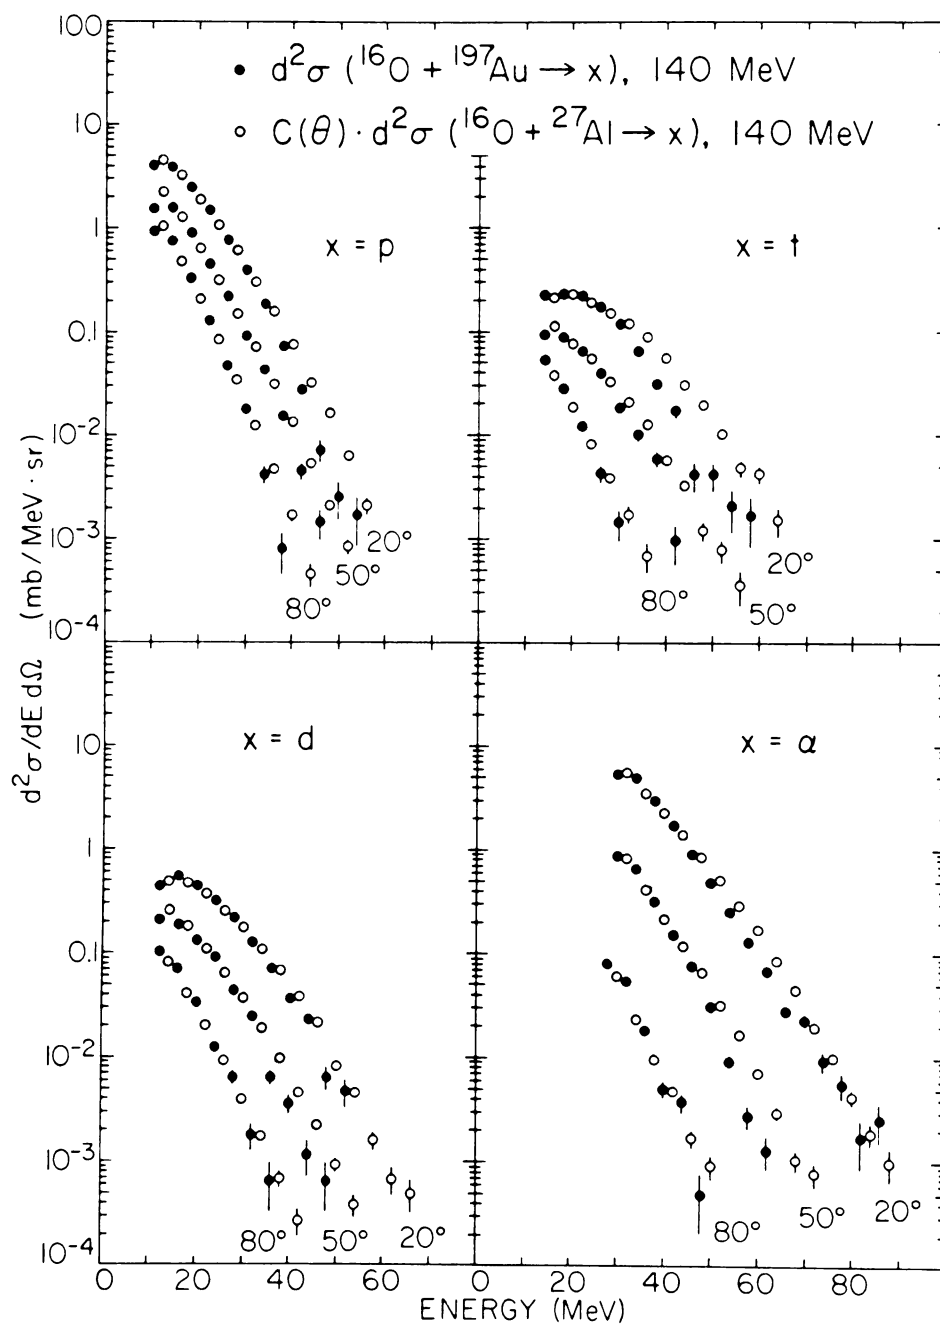 100
● d²σ (¹⁶O + ¹⁹⁷Au → x), 140 MeV
○ C(θ) · d²σ (¹⁶O + ²⁷Al → x), 140 MeV
10
1
0.1
10⁻²
10⁻³
10⁻⁴
x = p
20°
50°
80°
x = t
20°
80°
50°
d²σ/dE dΩ (mb/MeV · sr)
10
1
0.1
10⁻²
10⁻³
10⁻⁴
x = d
80°
50°
20°
x = α
80°
50°
20°
0 20 40 60 0 20 40 60 80
ENERGY (MeV)